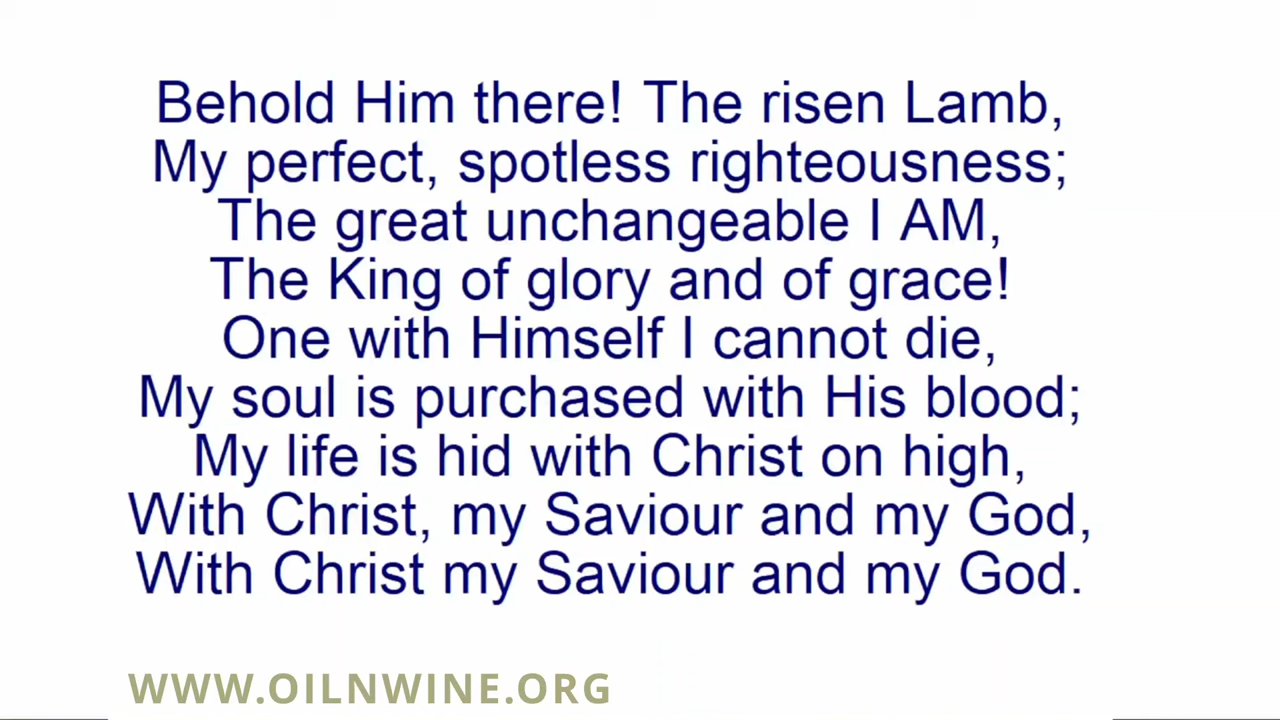 Behold Him there! The risen Lamb,
My perfect, spotless righteousness;
The great unchangeable I AM,
The King of glory and of grace!
One with Himself I cannot die,
My soul is purchased with His blood;
My life is hid with Christ on high,
With Christ, my Saviour and my God,
With Christ my Saviour and my God.
WWW.OILNWINE.ORG